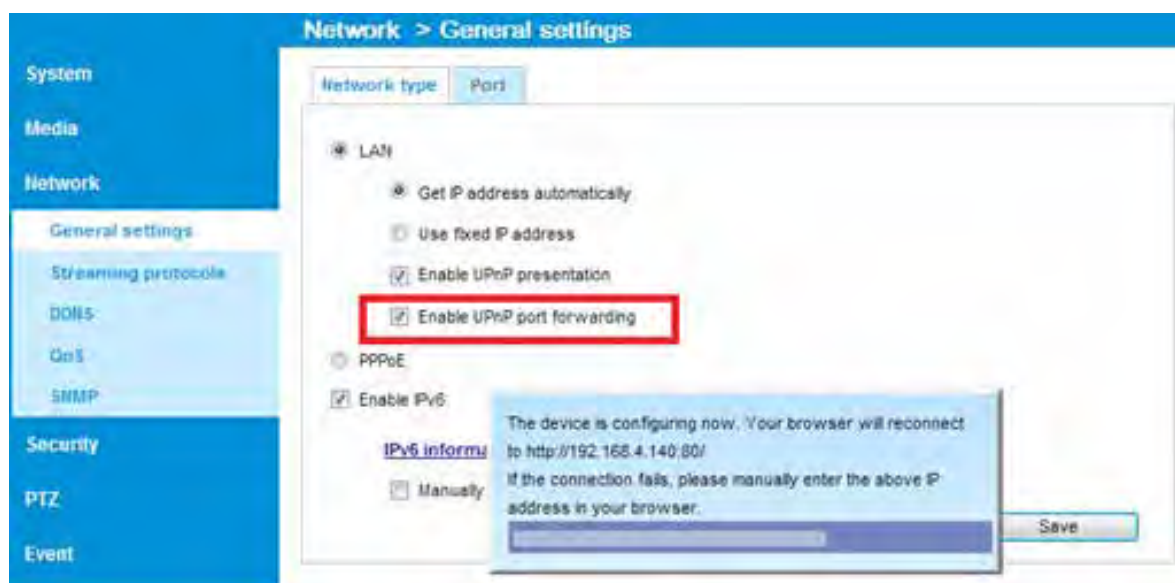 Network > General settings
System
Media
Network
General settings
Streaming protocols
DDNS
QoS
SNMP
Security
PTZ
Event
Network type
Port
LAN
Get IP address automatically
Use fixed IP address
Enable UPnP presentation
Enable UPnP port forwarding
PPPoE
Enable IPv6
IPv6 informa
Manually
The device is configuring now. Your browser will reconnect
to http://192.168.4.140:80/
If the connection fails, please manually enter the above IP
address in your browser.
Save